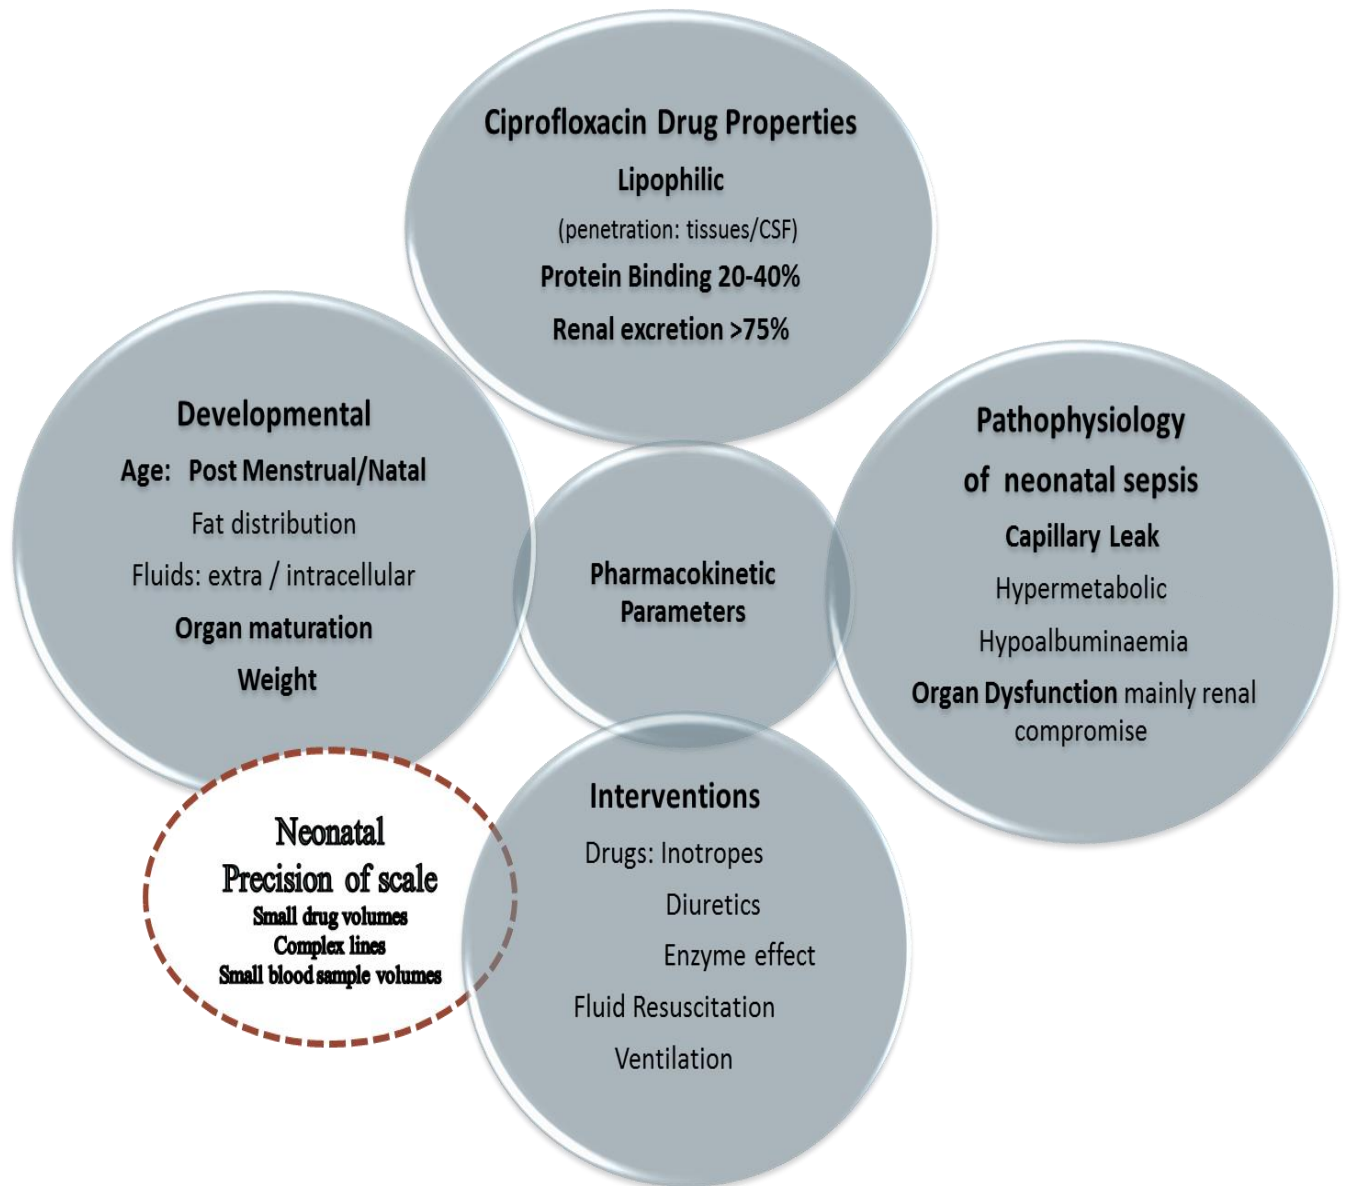 Ciprofloxacin Drug Properties
Lipophilic
(penetration: tissues/CSF)
Protein Binding 20-40%
Renal excretion >75%
Developmental
Age: Post Menstrual/Natal
Fat distribution
Fluids: extra / intracellular
Organ maturation
Weight
Pharmacokinetic
Parameters
Pathophysiology
of neonatal sepsis
Capillary Leak
Hypermetabolic
Hypoalbuminaemia
Organ Dysfunction mainly renal
compromise
Neonatal
Precision of scale
Small drug volumes
Complex lines
Small blood sample volumes
Interventions
Drugs: Inotropes
Diuretics
Enzyme effect
Fluid Resuscitation
Ventilation